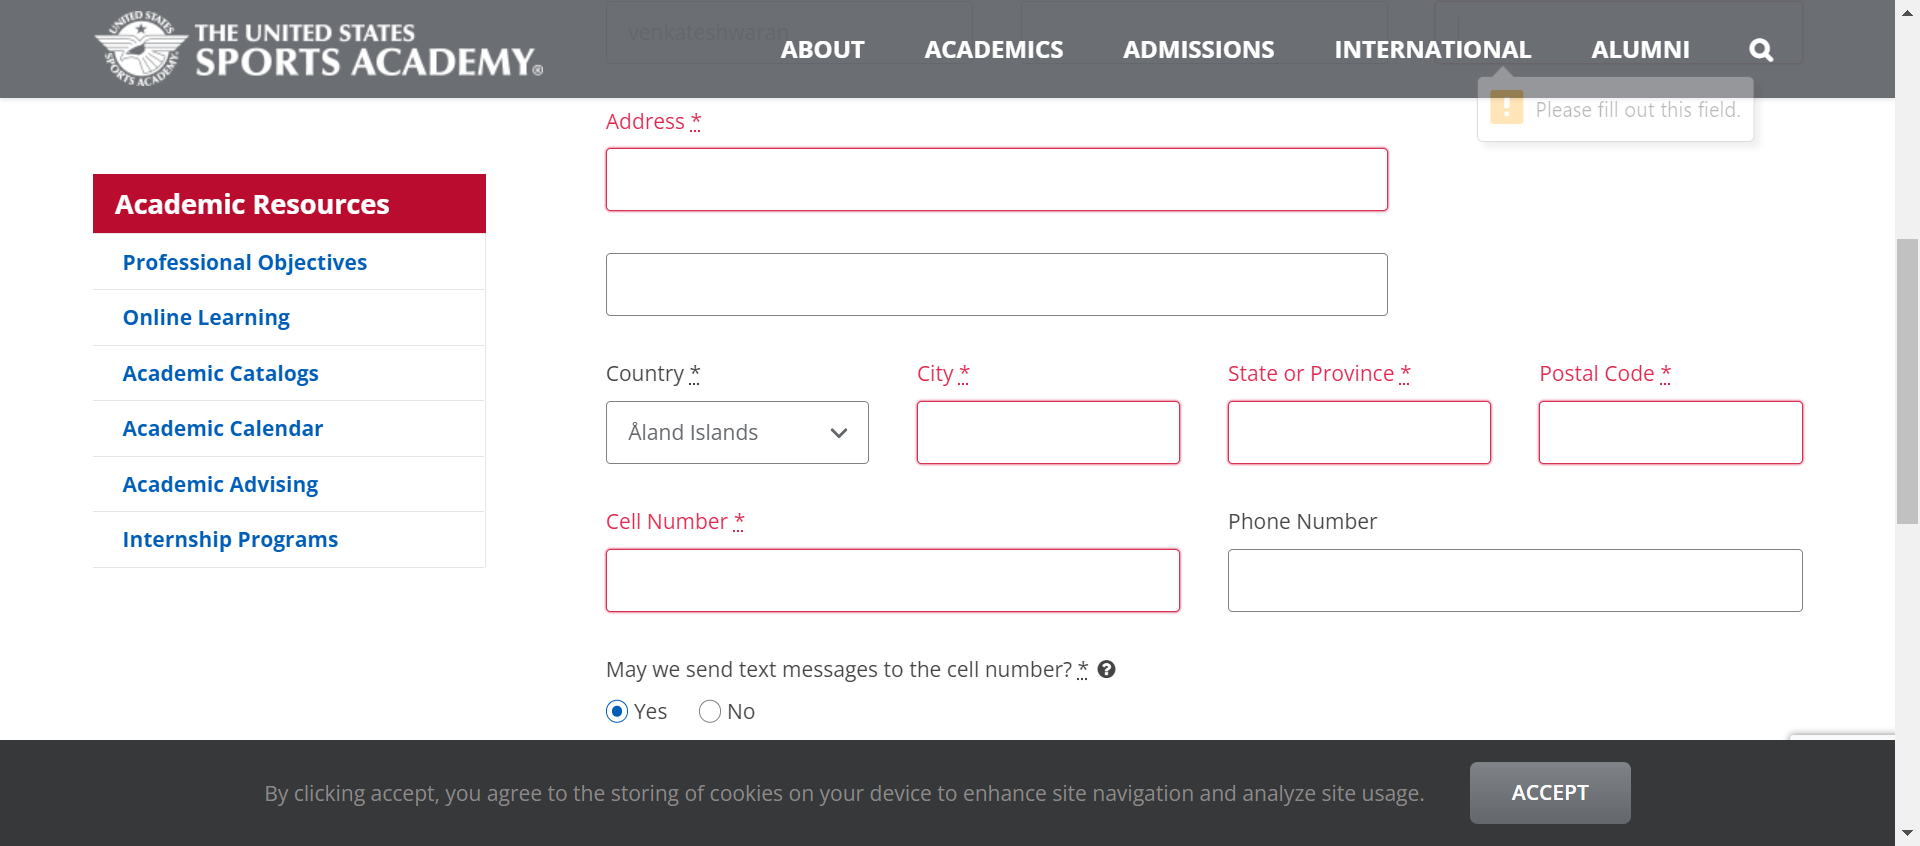 THE UNITED STATES
SPORTS ACADEMY®
UNITED STATES
SPORTS ACADEMY
venkateshwaran
ABOUT
ACADEMICS
ADMISSIONS
INTERNATIONAL
ALUMNI
Please fill out this field.
Address *
Academic Resources
Professional Objectives
Online Learning
Academic Catalogs
Academic Calendar
Academic Advising
Internship Programs
Country *
City *
State or Province *
Postal Code *
Åland Islands
Cell Number *
Phone Number
May we send text messages to the cell number? *
Yes
No
By clicking accept, you agree to the storing of cookies on your device to enhance site navigation and analyze site usage.
ACCEPT